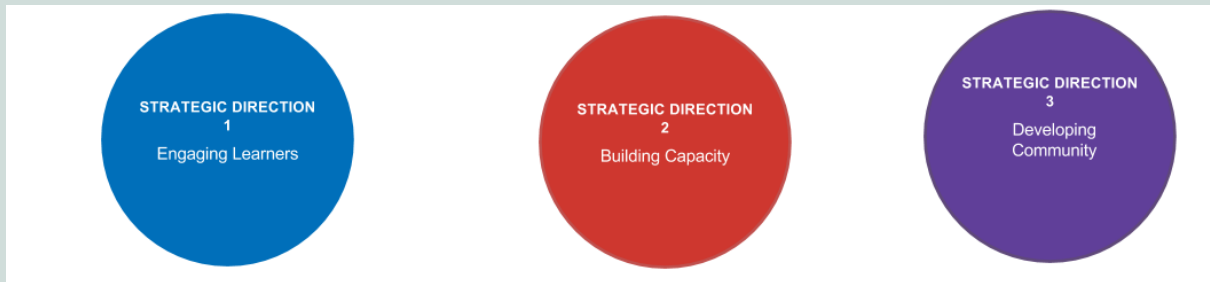 STRATEGIC DIRECTION
1
Engaging Learners
STRATEGIC DIRECTION
2
Building Capacity
STRATEGIC DIRECTION
3
Developing
Community